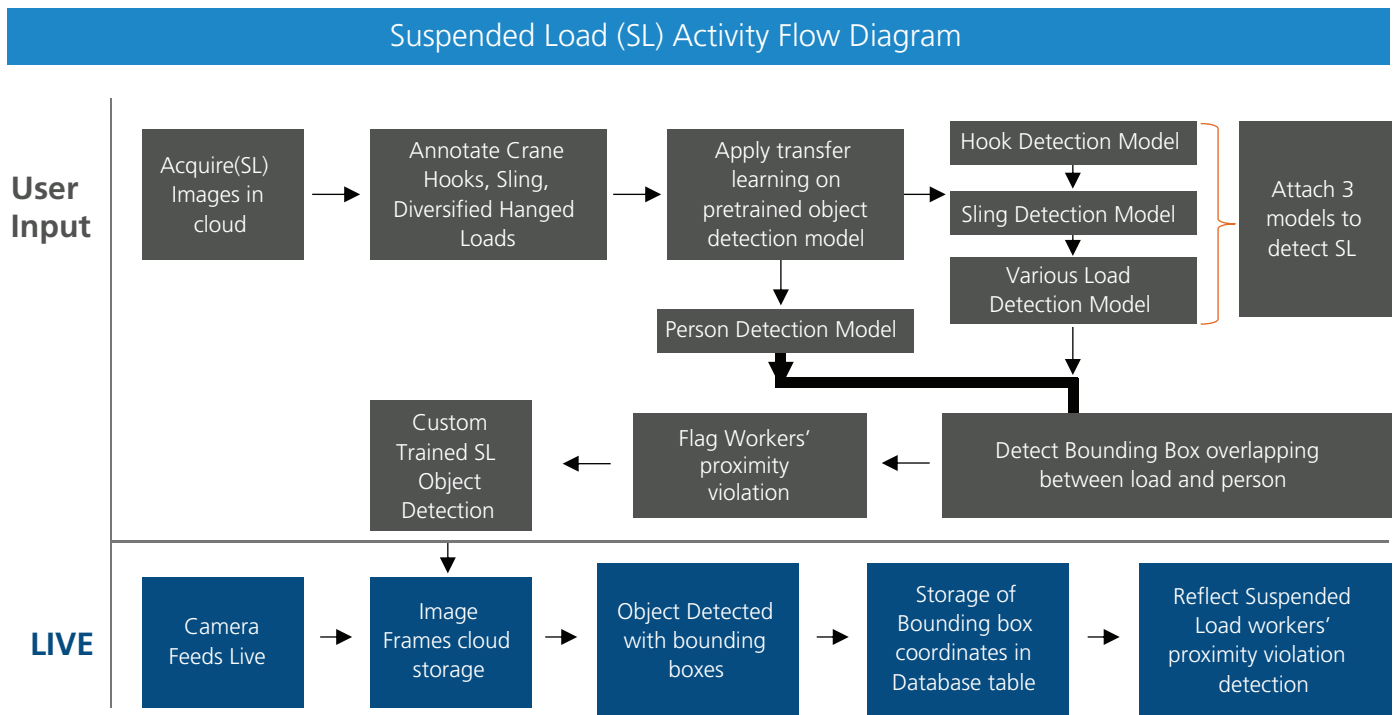 Suspended Load (SL) Activity Flow Diagram
User
Input
Acquire(SL)
Images in
cloud
Annotate Crane
Hooks, Sling,
Diversified Hanged
Loads
Apply transfer
learning on
pretrained object
detection model
Hook Detection Model
Sling Detection Model
Various Load
Detection Model
Attach 3
models to
detect SL
Person Detection Model
Custom
Trained SL
Object
Detection
Flag Workers’
proximity
violation
Detect Bounding Box overlapping
between load and person
LIVE
Camera
Feeds Live
Image
Frames cloud
storage
Object Detected
with bounding
boxes
Storage of
Bounding box
coordinates in
Database table
Reflect Suspended
Load workers’
proximity violation
detection